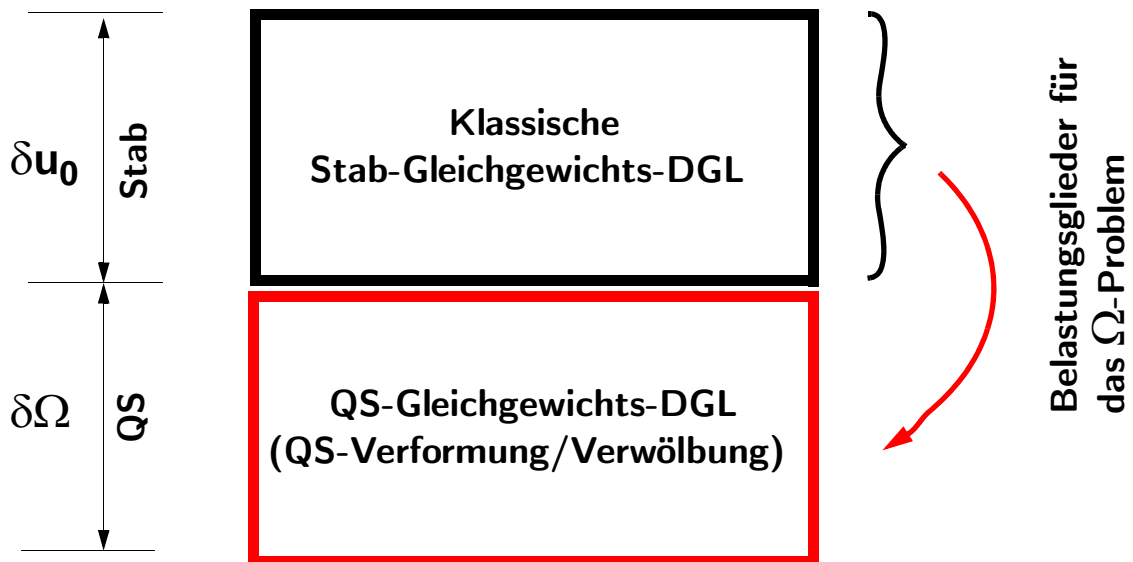 δu₀
Stab
Klassische
Stab-Gleichgewichts-DGL
δΩ
QS
QS-Gleichgewichts-DGL
(QS-Verformung/Verwölbung)
Belastungsglieder für
das Ω-Problem